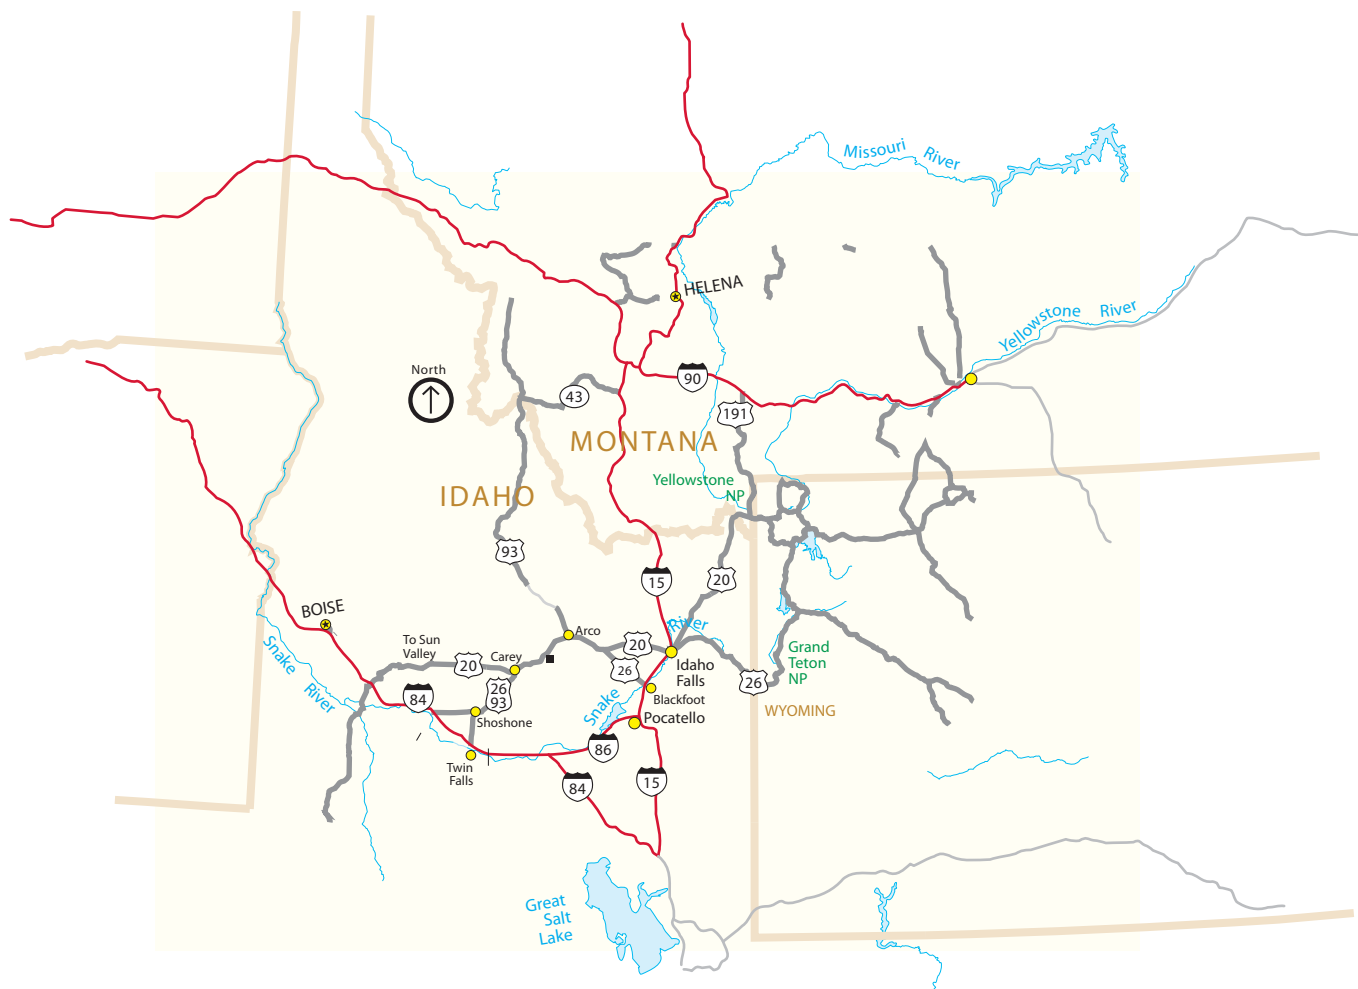 Missouri River
HELENA
Yellowstone River
North
90
43
191
MONTANA
Yellowstone
NP
IDAHO
93
15
20
BOISE
River
Arco
To Sun
Valley
20
Carey
20
26
Idaho
Falls
Grand
Teton
NP
Snake River
84
26
93
Snake
Blackfoot
26
WYOMING
Shoshone
Pocatello
86
Twin
Falls
84
15
Great
Salt
Lake